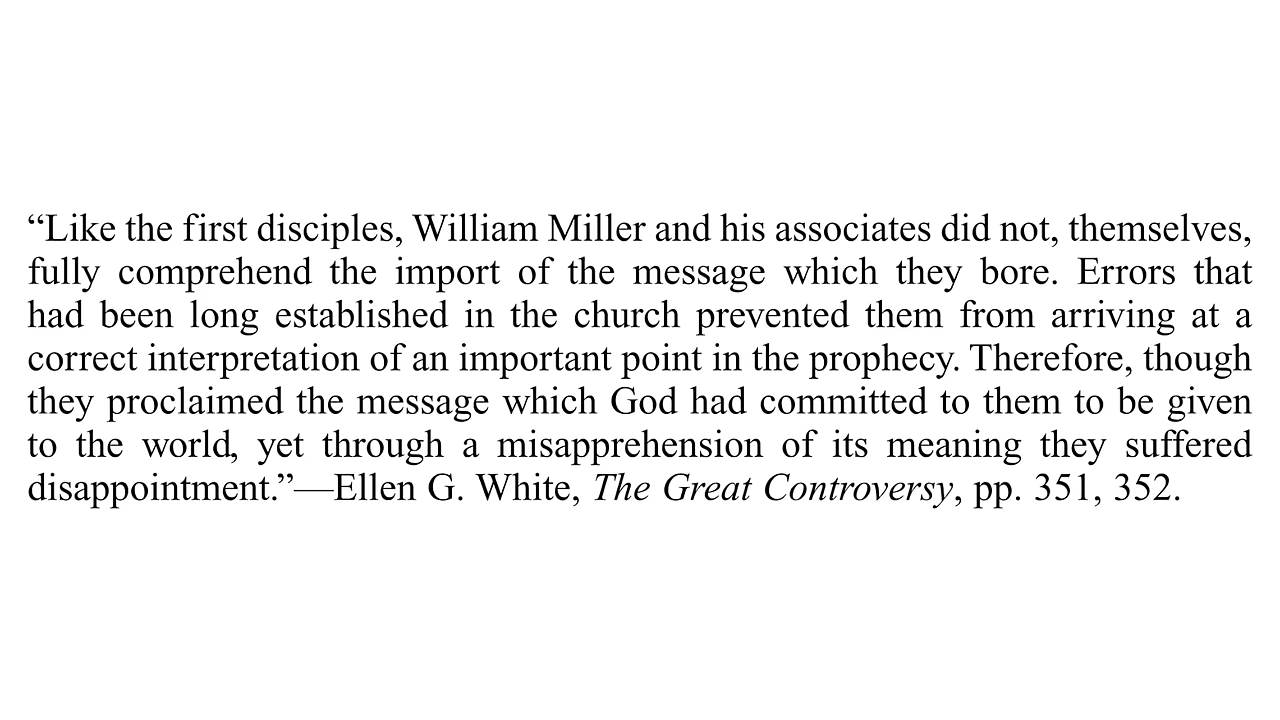 “Like the first disciples, William Miller and his associates did not, themselves,
fully comprehend the import of the message which they bore. Errors that
had been long established in the church prevented them from arriving at a
correct interpretation of an important point in the prophecy. Therefore, though
they proclaimed the message which God had committed to them to be given
to the world, yet through a misapprehension of its meaning they suffered
disappointment.”—Ellen G. White, The Great Controversy, pp. 351, 352.